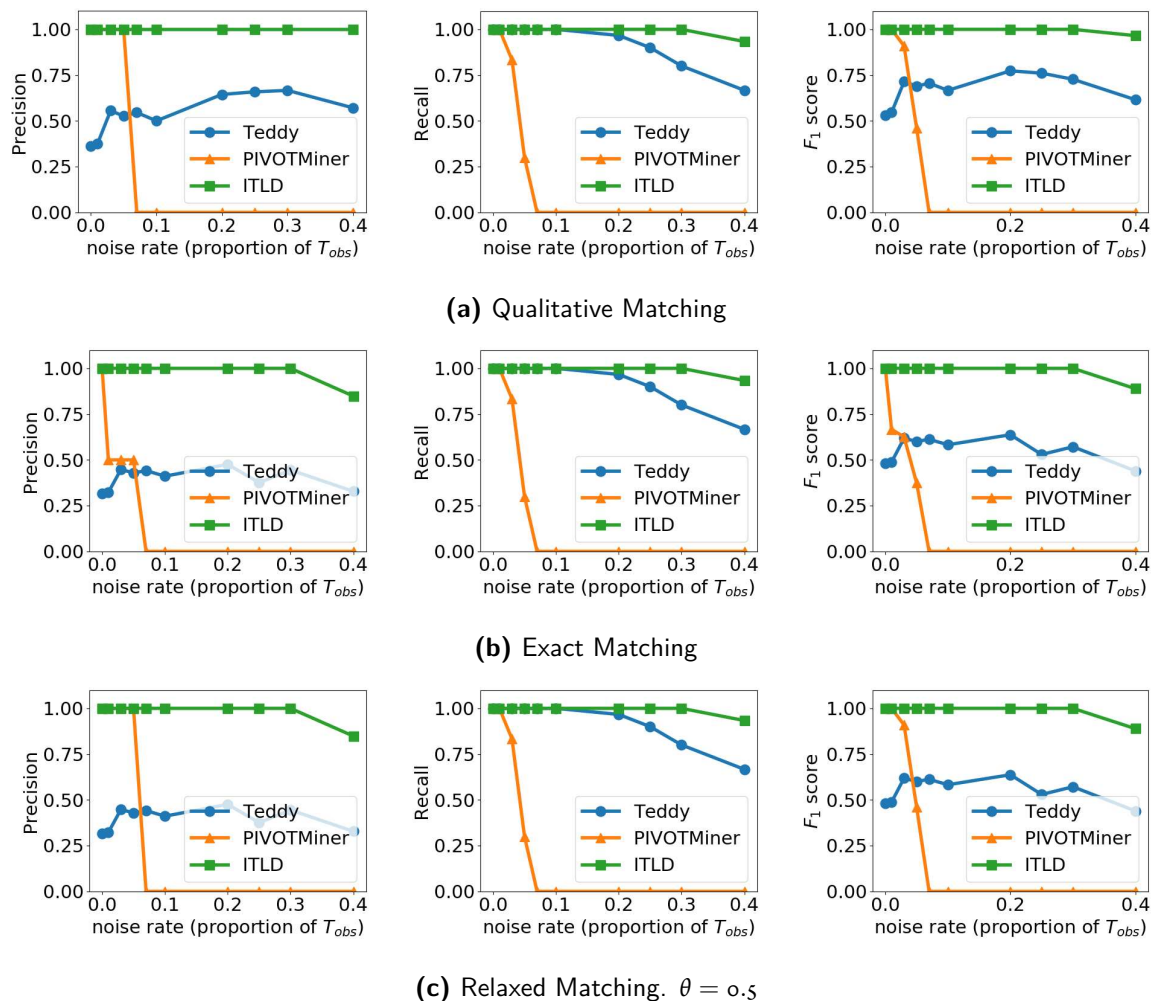 1.00
0.75
0.50
0.25
0.00
Precision
0.0 0.1 0.2 0.3 0.4
noise rate (proportion of T_obs)
Teddy
PIVOTMiner
ITLD
1.00
0.75
0.50
0.25
0.00
Recall
0.0 0.1 0.2 0.3 0.4
noise rate (proportion of T_obs)
Teddy
PIVOTMiner
ITLD
1.00
0.75
0.50
0.25
0.00
F₁ score
0.0 0.2 0.4
noise rate (proportion of T_obs)
Teddy
PIVOTMiner
ITLD
(a) Qualitative Matching
1.00
0.75
0.50
0.25
0.00
Precision
0.0 0.1 0.2 0.3 0.4
noise rate (proportion of T_obs)
Teddy
PIVOTMiner
ITLD
1.00
0.75
0.50
0.25
0.00
Recall
0.0 0.1 0.2 0.3 0.4
noise rate (proportion of T_obs)
Teddy
PIVOTMiner
ITLD
1.00
0.75
0.50
0.25
0.00
F₁ score
0.0 0.2 0.4
noise rate (proportion of T_obs)
Teddy
PIVOTMiner
ITLD
(b) Exact Matching
1.00
0.75
0.50
0.25
0.00
Precision
0.0 0.1 0.2 0.3 0.4
noise rate (proportion of T_obs)
Teddy
PIVOTMiner
ITLD
1.00
0.75
0.50
0.25
0.00
Recall
0.0 0.1 0.2 0.3 0.4
noise rate (proportion of T_obs)
Teddy
PIVOTMiner
ITLD
1.00
0.75
0.50
0.25
0.00
F₁ score
0.0 0.2 0.4
noise rate (proportion of T_obs)
Teddy
PIVOTMiner
ITLD
(c) Relaxed Matching. θ = 0.5